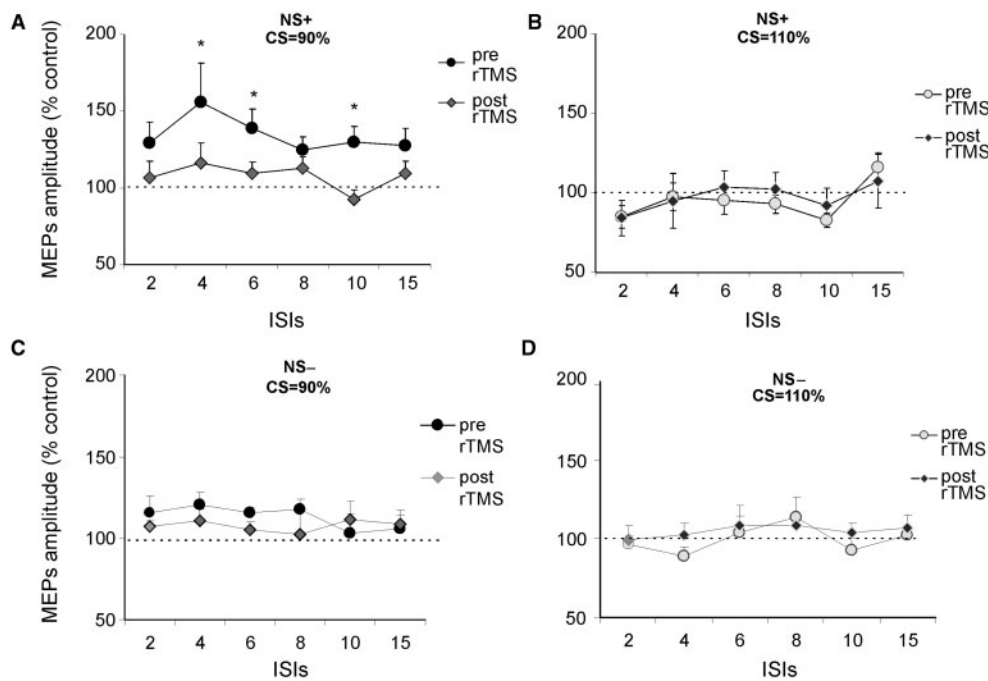 A
NS+
CS=90%
MEPs amplitude (% control)
200
150
100
50
*
*
*
pre
rTMS
post
rTMS
2 4 6 8 10 15
ISIs
B
NS+
CS=110%
200
150
100
50
pre
rTMS
post
rTMS
2 4 6 8 10 15
ISIs
C
NS–
CS=90%
MEPs amplitude (% control)
200
150
100
50
pre
rTMS
post
rTMS
2 4 6 8 10 15
ISIs
D
NS–
CS=110%
200
150
100
50
pre
rTMS
post
rTMS
2 4 6 8 10 15
ISIs